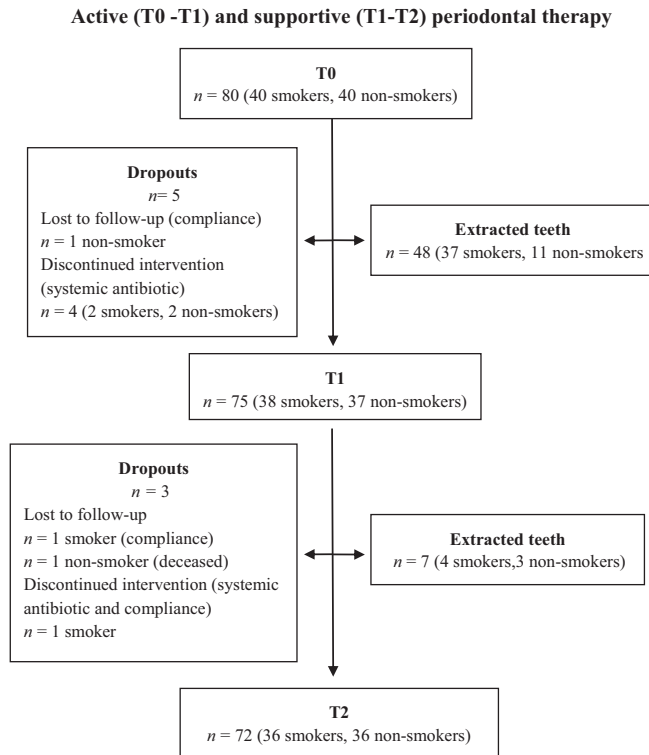 Active (T0 -T1) and supportive (T1-T2) periodontal therapy
T0
n = 80 (40 smokers, 40 non-smokers)
Dropouts
n= 5
Lost to follow-up (compliance)
n = 1 non-smoker
Discontinued intervention
(systemic antibiotic)
n = 4 (2 smokers, 2 non-smokers)
Extracted teeth
n = 48 (37 smokers, 11 non-smokers
T1
n = 75 (38 smokers, 37 non-smokers)
Dropouts
n = 3
Lost to follow-up
n = 1 smoker (compliance)
n = 1 non-smoker (deceased)
Discontinued intervention (systemic
antibiotic and compliance)
n = 1 smoker
Extracted teeth
n = 7 (4 smokers,3 non-smokers)
T2
n = 72 (36 smokers, 36 non-smokers)